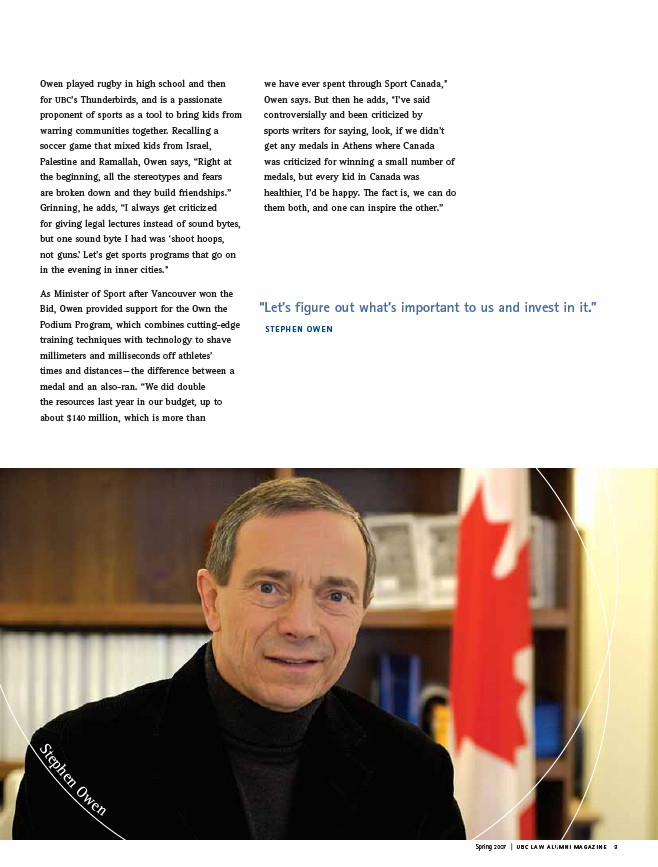 Owen played rugby in high school and then
for UBC's Thunderbirds, and is a passionate
proponent of sports as a tool to bring kids from
warring communities together. Recalling a
soccer game that mixed kids from Israel,
Palestine and Ramallah, Owen says, "Right at
the beginning, all the stereotypes and fears
are broken down and they build friendships."
Grinning, he adds, "I always get criticized
for giving legal lectures instead of sound bytes,
but one sound byte I had was 'shoot hoops,
not guns.' Let's get sports programs that go on
in the evening in inner cities."
As Minister of Sport after Vancouver won the
Bid, Owen provided support for the Own the
Podium Program, which combines cutting-edge
training techniques with technology to shave
millimeters and milliseconds off athletes'
times and distances—the difference between a
medal and an also-ran. "We did double
the resources last year in our budget, up to
about $140 million, which is more than
we have ever spent through Sport Canada,"
Owen says. But then he adds, "I've said
controversially and been criticized by
sports writers for saying, look, if we didn't
get any medals in Athens where Canada
was criticized for winning a small number of
medals, but every kid in Canada was
healthier, I'd be happy. The fact is, we can do
them both, and one can inspire the other."
"Let's figure out what's important to us and invest in it."
STEPHEN OWEN
Stephen Owen
Spring 2007 | UBC LAW ALUMNI MAGAZINE 9